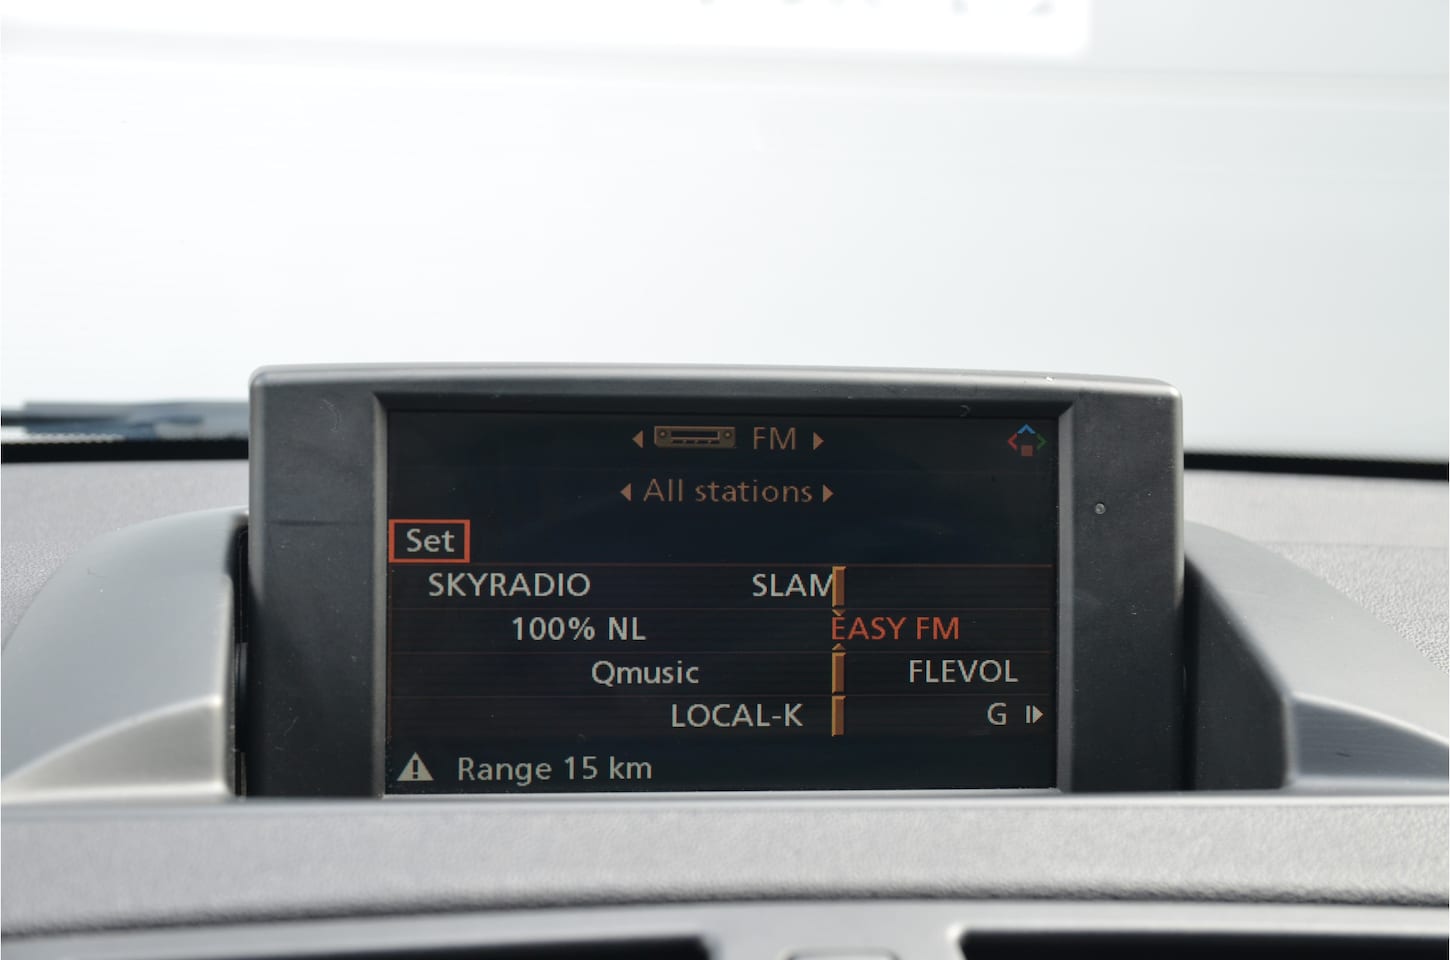 FM
All stations
Set
SKYRADIO SLAM
100% NL EASY FM
Qmusic FLEVOL
LOCAL-K G
Range 15 km